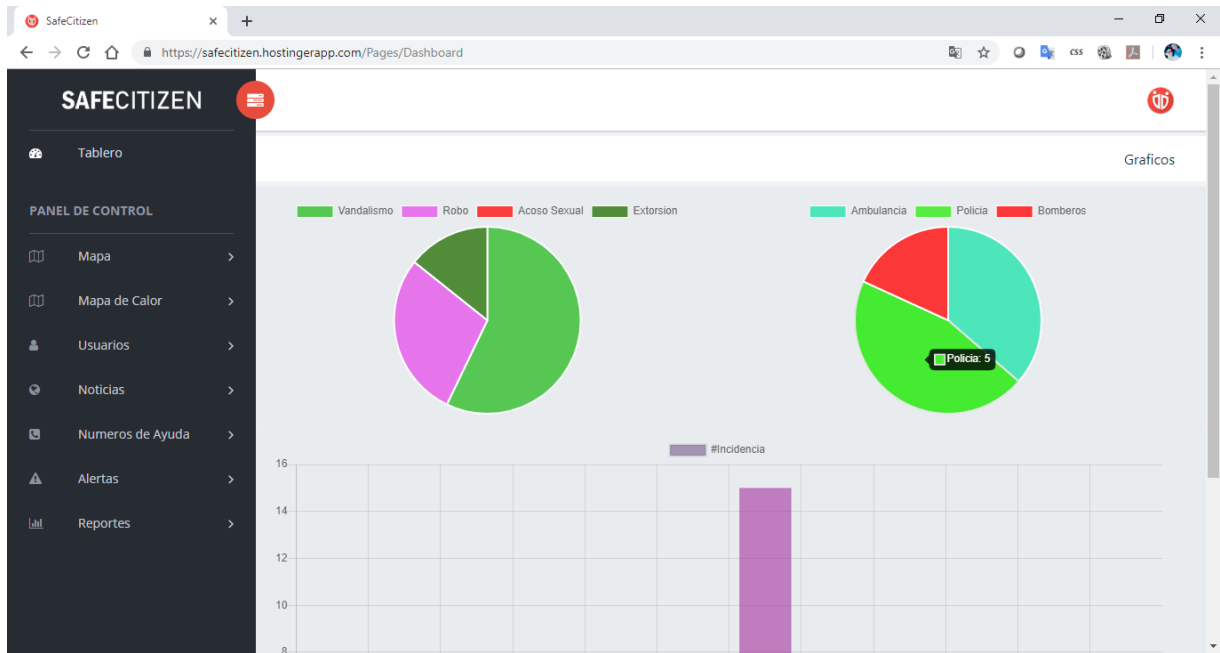 SafeCitizen
https://safecitizen.hostingerapp.com/Pages/Dashboard
css
SAFECITIZEN
Tablero
Graficos
PANEL DE CONTROL
Mapa
Mapa de Calor
Usuarios
Noticias
Numeros de Ayuda
Alertas
Reportes
Vandalismo Robo Acoso Sexual Extorsion
Ambulancia Policia Bomberos
Policia: 5
#Incidencia
16
14
12
10
8